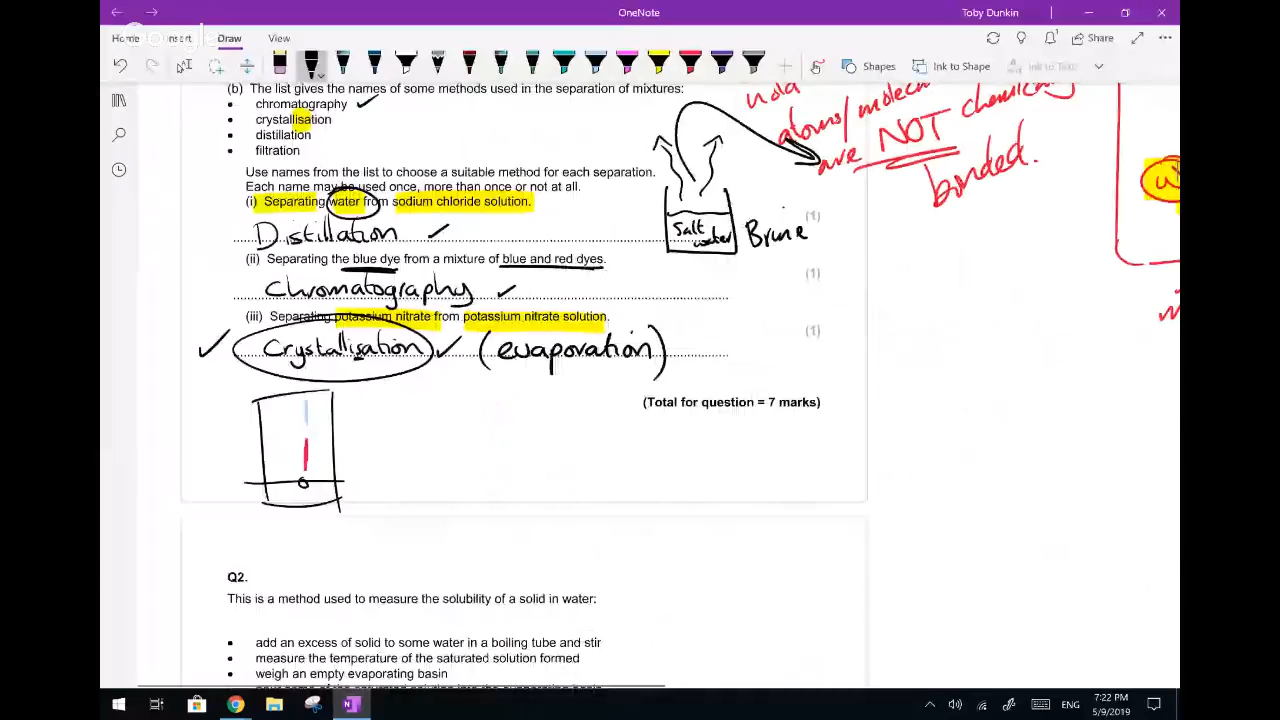 OneNote
Toby Dunkin
Google
Home
Insert
Draw
View
Share
Shapes
Ink to Shape
Ink to Text
(b) The list gives the names of some methods used in the separation of mixtures:
• chromatography ✓
• crystallisation
• distillation
• filtration
Use names from the list to choose a suitable method for each separation.
Each name may be used once, more than once or not at all.
(i) Separating water from sodium chloride solution.
(1)
Distillation ✓
(ii) Separating the blue dye from a mixture of blue and red dyes.
(1)
Chromatography ✓
(iii) Separating potassium nitrate from potassium nitrate solution.
(1)
✓ Crystallisation ✓ (evaporation)
(Total for question = 7 marks)
Salt
water
Brine
atoms/molec
are NOT chemically
bonded.
Q2.
This is a method used to measure the solubility of a solid in water:
• add an excess of solid to some water in a boiling tube and stir
• measure the temperature of the saturated solution formed
• weigh an empty evaporating basin
ENG
7:22 PM
5/9/2019